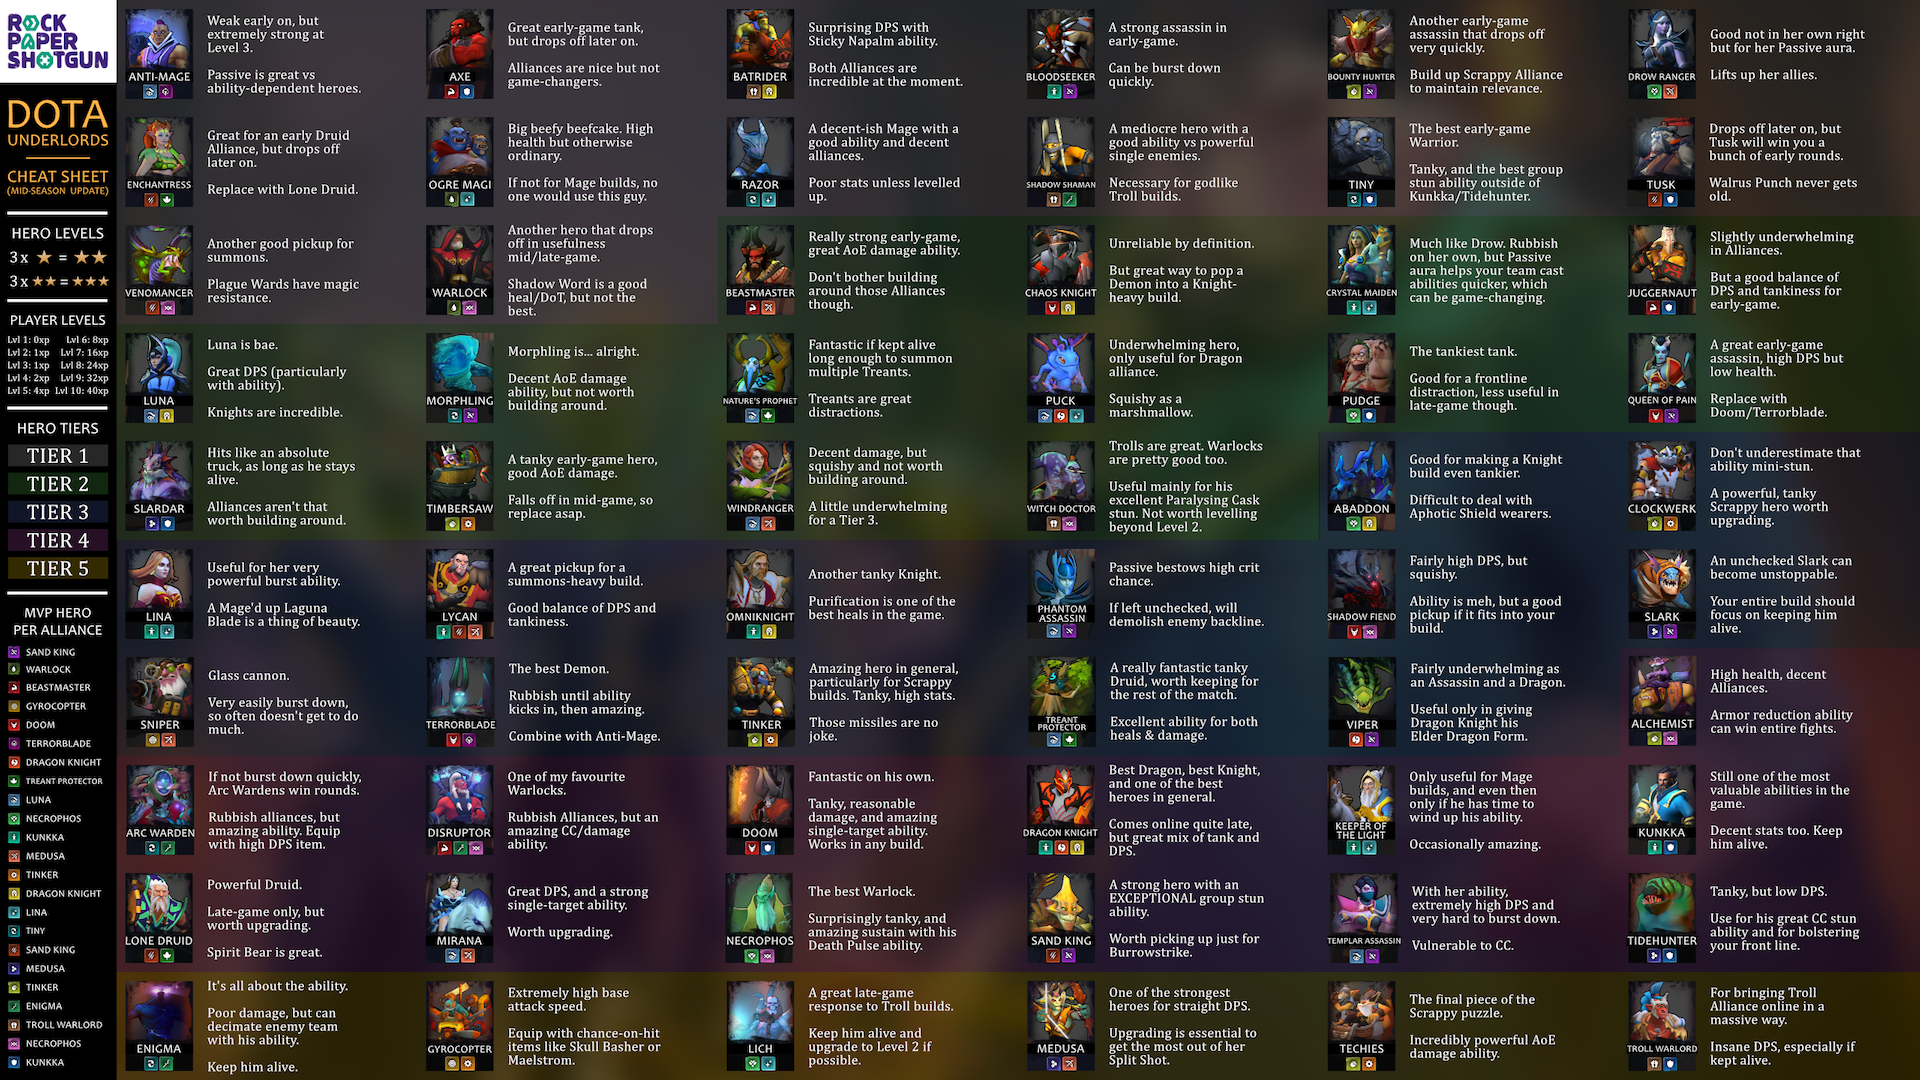 ROCK
PAPER
SHOTGUN
DOTA
UNDERLORDS
CHEAT SHEET
(MID-SEASON UPDATE)
HERO LEVELS
3 x ★ = ★★
3 x ★★ = ★★★
PLAYER LEVELS
Lvl 1: 0xp Lvl 6: 8xp
Lvl 2: 1xp Lvl 7: 16xp
Lvl 3: 1xp Lvl 8: 24xp
Lvl 4: 2xp Lvl 9: 32xp
Lvl 5: 4xp Lvl 10: 40xp
HERO TIERS
TIER 1
TIER 2
TIER 3
TIER 4
TIER 5
MVP HERO
PER ALLIANCE
SAND KING
WARLOCK
BEASTMASTER
GYROCOPTER
DOOM
TERRORBLADE
DRAGON KNIGHT
TREANT PROTECTOR
LUNA
NECROPHOS
KUNKKA
MEDUSA
TINKER
DRAGON KNIGHT
LINA
TINY
SAND KING
MEDUSA
TINKER
ENIGMA
TROLL WARLORD
NECROPHOS
KUNKKA
ANTI-MAGE
Weak early on, but
extremely strong at
Level 3.
Passive is great vs
ability-dependent heroes.
AXE
Great early-game tank,
but drops off later on.
Alliances are nice but not
game-changers.
BATRIDER
Surprising DPS with
Sticky Napalm ability.
Both Alliances are
incredible at the moment.
BLOODSEEKER
A strong assassin in
early-game.
Can be burst down
quickly.
BOUNTY HUNTER
Another early-game
assassin that drops off
very quickly.
Build up Scrappy Alliance
to maintain relevance.
DROW RANGER
Good not in her own right
but for her Passive aura.
Lifts up her allies.
ENCHANTRESS
Great for an early Druid
Alliance, but drops off
later on.
Replace with Lone Druid.
OGRE MAGI
Big beefy beefcake. High
health but otherwise
ordinary.
If not for Mage builds, no
one would use this guy.
RAZOR
A decent-ish Mage with a
good ability and decent
alliances.
Poor stats unless levelled
up.
SHADOW SHAMAN
A mediocre hero with a
good ability vs powerful
single enemies.
Necessary for godlike
Troll builds.
TINY
The best early-game
Warrior.
Tanky, and the best group
stun ability outside of
Kunkka/Tidehunter.
TUSK
Drops off later on, but
Tusk will win you a
bunch of early rounds.
Walrus Punch never gets
old.
VENOMANCER
Another good pickup for
summons.
Plague Wards have magic
resistance.
WARLOCK
Another hero that drops
off in usefulness
mid/late-game.
Shadow Word is a good
heal/DoT, but not the
best.
BEASTMASTER
Really strong early-game,
great AoE damage ability.
Don't bother building
around those Alliances
though.
CHAOS KNIGHT
Unreliable by definition.
But great way to pop a
Demon into a Knight-
heavy build.
CRYSTAL MAIDEN
Much like Drow. Rubbish
on her own, but Passive
aura helps your team cast
abilities quicker, which
can be game-changing.
JUGGERNAUT
Slightly underwhelming
in Alliances.
But a good balance of
DPS and tankiness for
early-game.
LUNA
Luna is bae.
Great DPS (particularly
with ability).
Knights are incredible.
MORPHLING
Morphling is... alright.
Decent AoE damage
ability, but not worth
building around.
NATURE'S PROPHET
Fantastic if kept alive
long enough to summon
multiple Treants.
Treants are great
distractions.
PUCK
Underwhelming hero,
only useful for Dragon
alliance.
Squishy as a
marshmallow.
PUDGE
The tankiest tank.
Good for a frontline
distraction, less useful in
late-game though.
QUEEN OF PAIN
A great early-game
assassin, high DPS but
low health.
Replace with
Doom/Terrorblade.
SLARDAR
Hits like an absolute
truck, as long as he stays
alive.
Alliances aren't that
worth building around.
TIMBERSAW
A tanky early-game hero,
good AoE damage.
Falls off in mid-game, so
replace asap.
WINDRANGER
Decent damage, but
squishy and not worth
building around.
A little underwhelming
for a Tier 3.
WITCH DOCTOR
Trolls are great. Warlocks
are pretty good too.
Useful mainly for his
excellent Paralysing Cask
stun. Not worth levelling
beyond Level 2.
ABADDON
Good for making a Knight
build even tankier.
Difficult to deal with
Aphotic Shield wearers.
CLOCKWERK
Don't underestimate that
ability mini-stun.
A powerful, tanky
Scrappy hero worth
upgrading.
LINA
Useful for her very
powerful burst ability.
A Mage'd up Laguna
Blade is a thing of beauty.
LYCAN
A great pickup for a
summons-heavy build.
Good balance of DPS and
tankiness.
OMNIKNIGHT
Another tanky Knight.
Purification is one of the
best heals in the game.
PHANTOM
ASSASSIN
Passive bestows high crit
chance.
If left unchecked, will
demolish enemy backline.
SHADOW FIEND
Fairly high DPS, but
squishy.
Ability is meh, but a good
pickup if it fits into your
build.
SLARK
An unchecked Slark can
become unstoppable.
Your entire build should
focus on keeping him
alive.
SNIPER
Glass cannon.
Very easily burst down,
so often doesn't get to do
much.
TERRORBLADE
The best Demon.
Rubbish until ability
kicks in, then amazing.
Combine with Anti-Mage.
TINKER
Amazing hero in general,
particularly for Scrappy
builds. Tanky, high stats.
Those missiles are no
joke.
TREANT
PROTECTOR
A really fantastic tanky
Druid, worth keeping for
the rest of the match.
Excellent ability for both
heals & damage.
VIPER
Fairly underwhelming as
an Assassin and a Dragon.
Useful only in giving
Dragon Knight his
Elder Dragon Form.
ALCHEMIST
High health, decent
Alliances.
Armor reduction ability
can win entire fights.
ARC WARDEN
If not burst down quickly,
Arc Wardens win rounds.
Rubbish alliances, but
amazing ability. Equip
with high DPS item.
DISRUPTOR
One of my favourite
Warlocks.
Rubbish Alliances, but an
amazing CC/damage
ability.
DOOM
Fantastic on his own.
Tanky, reasonable
damage, and amazing
single-target ability.
Works in any build.
DRAGON KNIGHT
Best Dragon, best Knight,
and one of the best
heroes in general.
Comes online quite late,
but great mix of tank and
DPS.
KEEPER OF
THE LIGHT
Only useful for Mage
builds, and even then
only if he has time to
wind up his ability.
Occasionally amazing.
KUNKKA
Still one of the most
valuable abilities in the
game.
Decent stats too. Keep
him alive.
LONE DRUID
Powerful Druid.
Late-game only, but
worth upgrading.
Spirit Bear is great.
MIRANA
Great DPS, and a strong
single-target ability.
Worth upgrading.
NECROPHOS
The best Warlock.
Surprisingly tanky, and
amazing sustain with his
Death Pulse ability.
SAND KING
A strong hero with an
EXCEPTIONAL group stun
ability.
Worth picking up just for
Burrowstrike.
TEMPLAR ASSASSIN
With her ability,
extremely high DPS and
very hard to burst down.
Vulnerable to CC.
TIDEHUNTER
Tanky, but low DPS.
Use for his great CC stun
ability and for bolstering
your front line.
ENIGMA
It's all about the ability.
Poor damage, but can
decimate enemy team
with his ability.
Keep him alive.
GYROCOPTER
Extremely high base
attack speed.
Equip with chance-on-hit
items like Skull Basher or
Maelstrom.
LICH
A great late-game
response to Troll builds.
Keep him alive and
upgrade to Level 2 if
possible.
MEDUSA
One of the strongest
heroes for straight DPS.
Upgrading is essential to
get the most out of her
Split Shot.
TECHIES
The final piece of the
Scrappy puzzle.
Incredibly powerful AoE
damage ability.
TROLL WARLORD
For bringing Troll
Alliance online in a
massive way.
Insane DPS, especially if
kept alive.